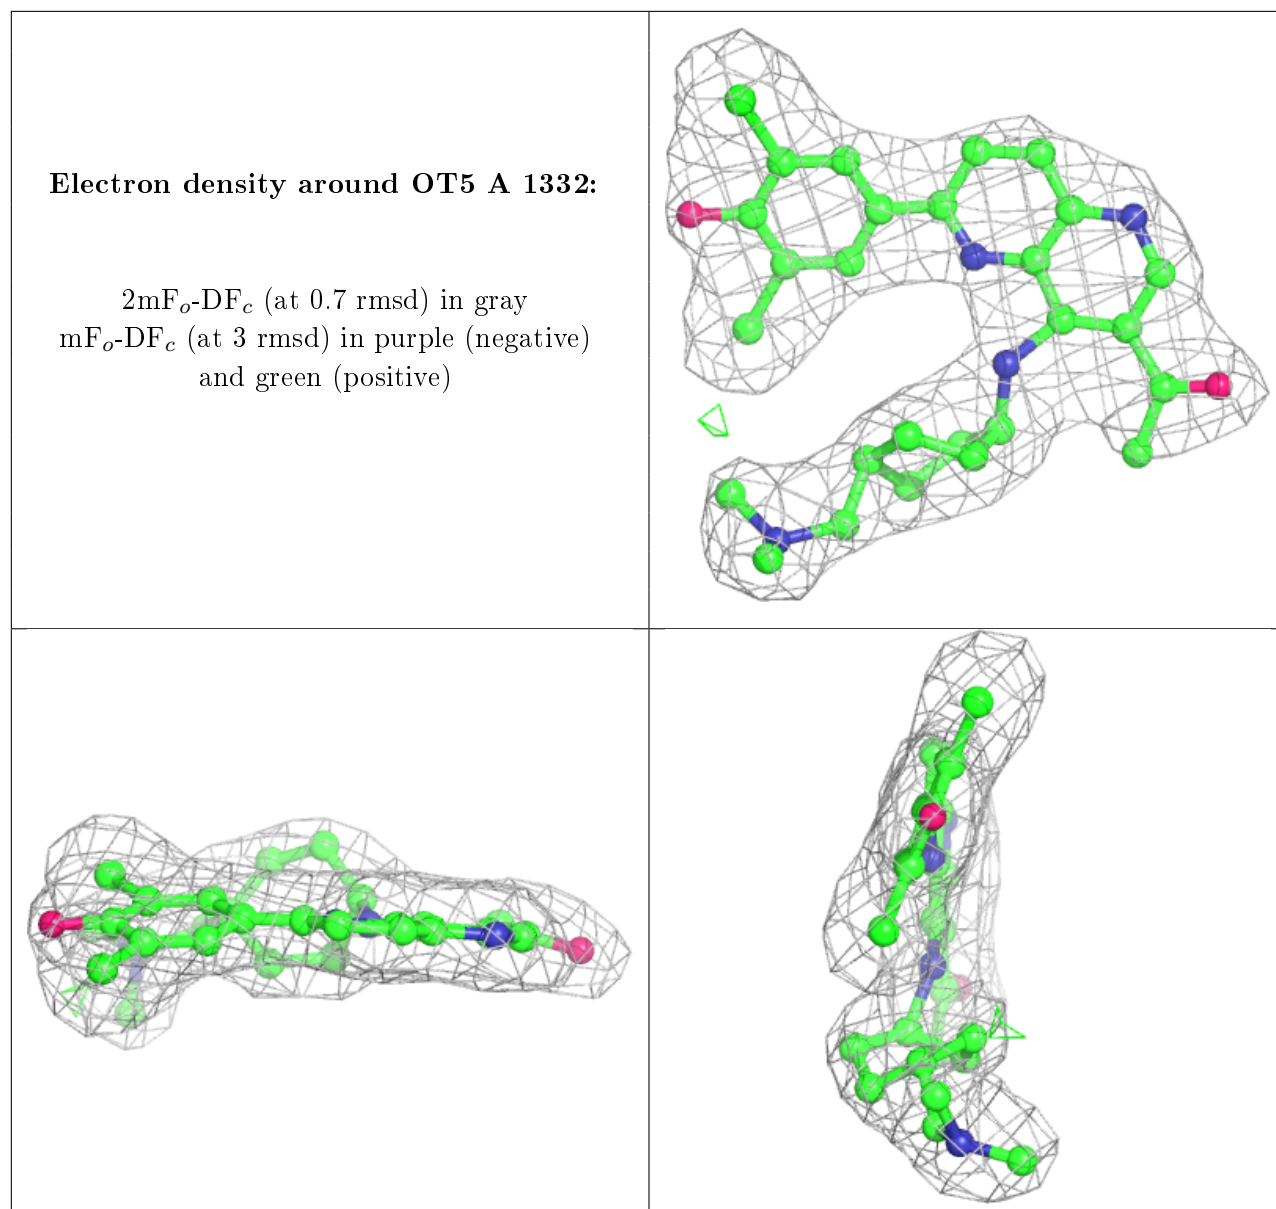 Electron density around OT5 A 1332:
2mFo-DFc (at 0.7 rmsd) in gray
mFo-DFc (at 3 rmsd) in purple (negative)
and green (positive)